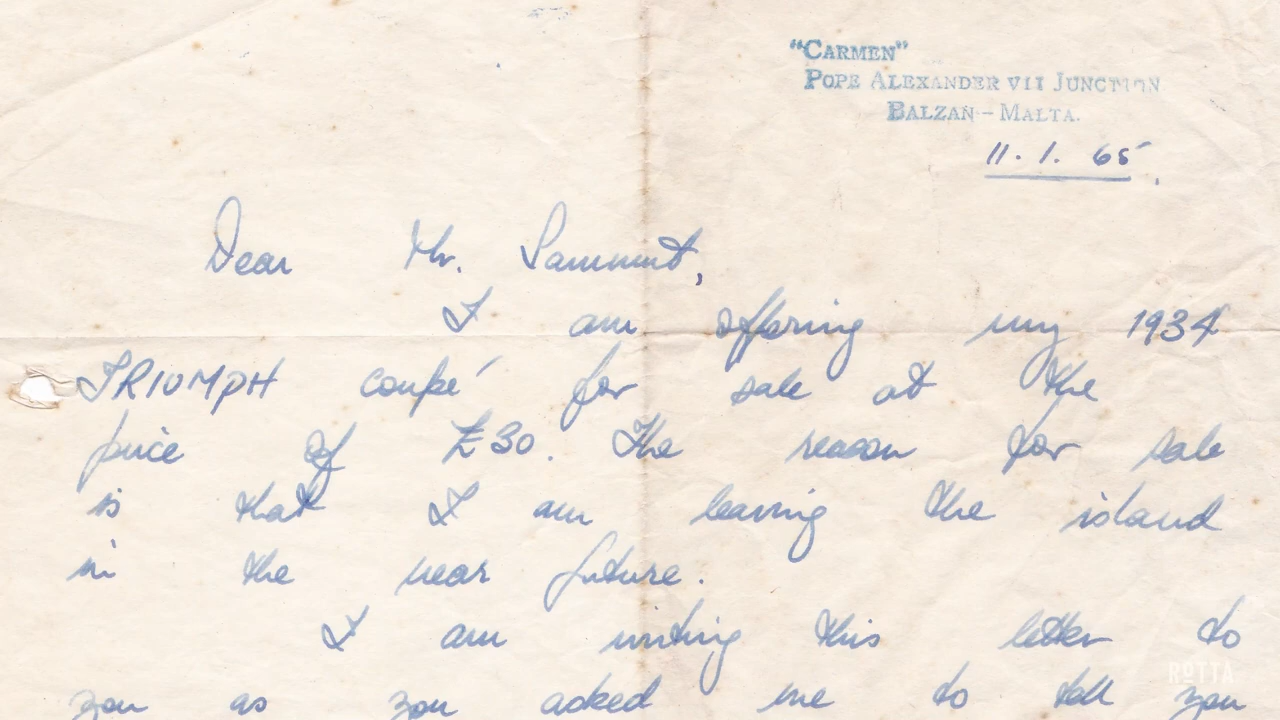 "CARMEN"
POPE ALEXANDER VII JUNCTION
BALZAN - MALTA.
11. 1. 65.
Dear Mr. Sammut,
I am offering my 1934
TRIUMPH coupé for sale at the
price of £30. The reason for sale
is that I am leaving the island
in the near future.
I am writing this letter to
you as you asked me to tell you
ROTTA